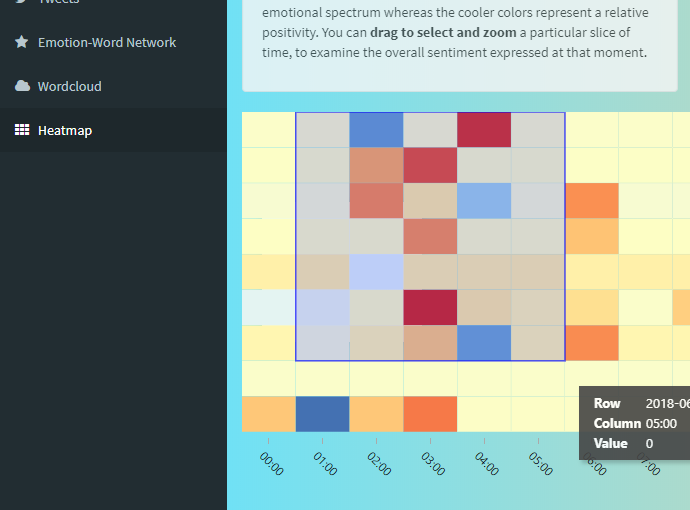 Tweets
Emotion-Word Network
Wordcloud
Heatmap
emotional spectrum whereas the cooler colors represent a relative
positivity. You can drag to select and zoom a particular slice of
time, to examine the overall sentiment expressed at that moment.
Row 2018-06
Column 05:00
Value 0
00:00
01:00
02:00
03:00
04:00
05:00
06:00
07:00